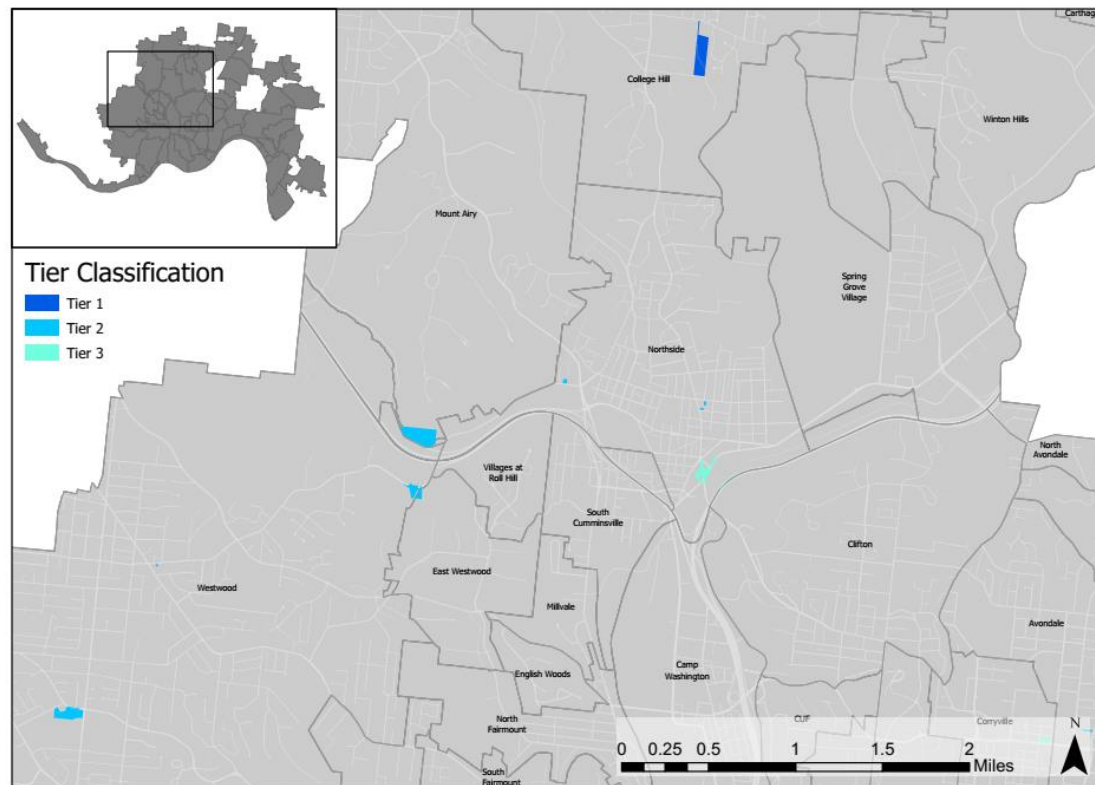 Carthage
College Hill
Winton Hills
Mount Airy
Tier Classification
Tier 1
Tier 2
Tier 3
Spring
Grove
Village
Northside
North
Avondale
Villages at
Roll Hill
South
Cumminsville
Clifton
East Westwood
Westwood
Millvale
Avondale
English Woods
Camp
Washington
North
Fairmount
CUF
Corryville
N
0 0.25 0.5 1 1.5 2
Miles
South
Fairmount